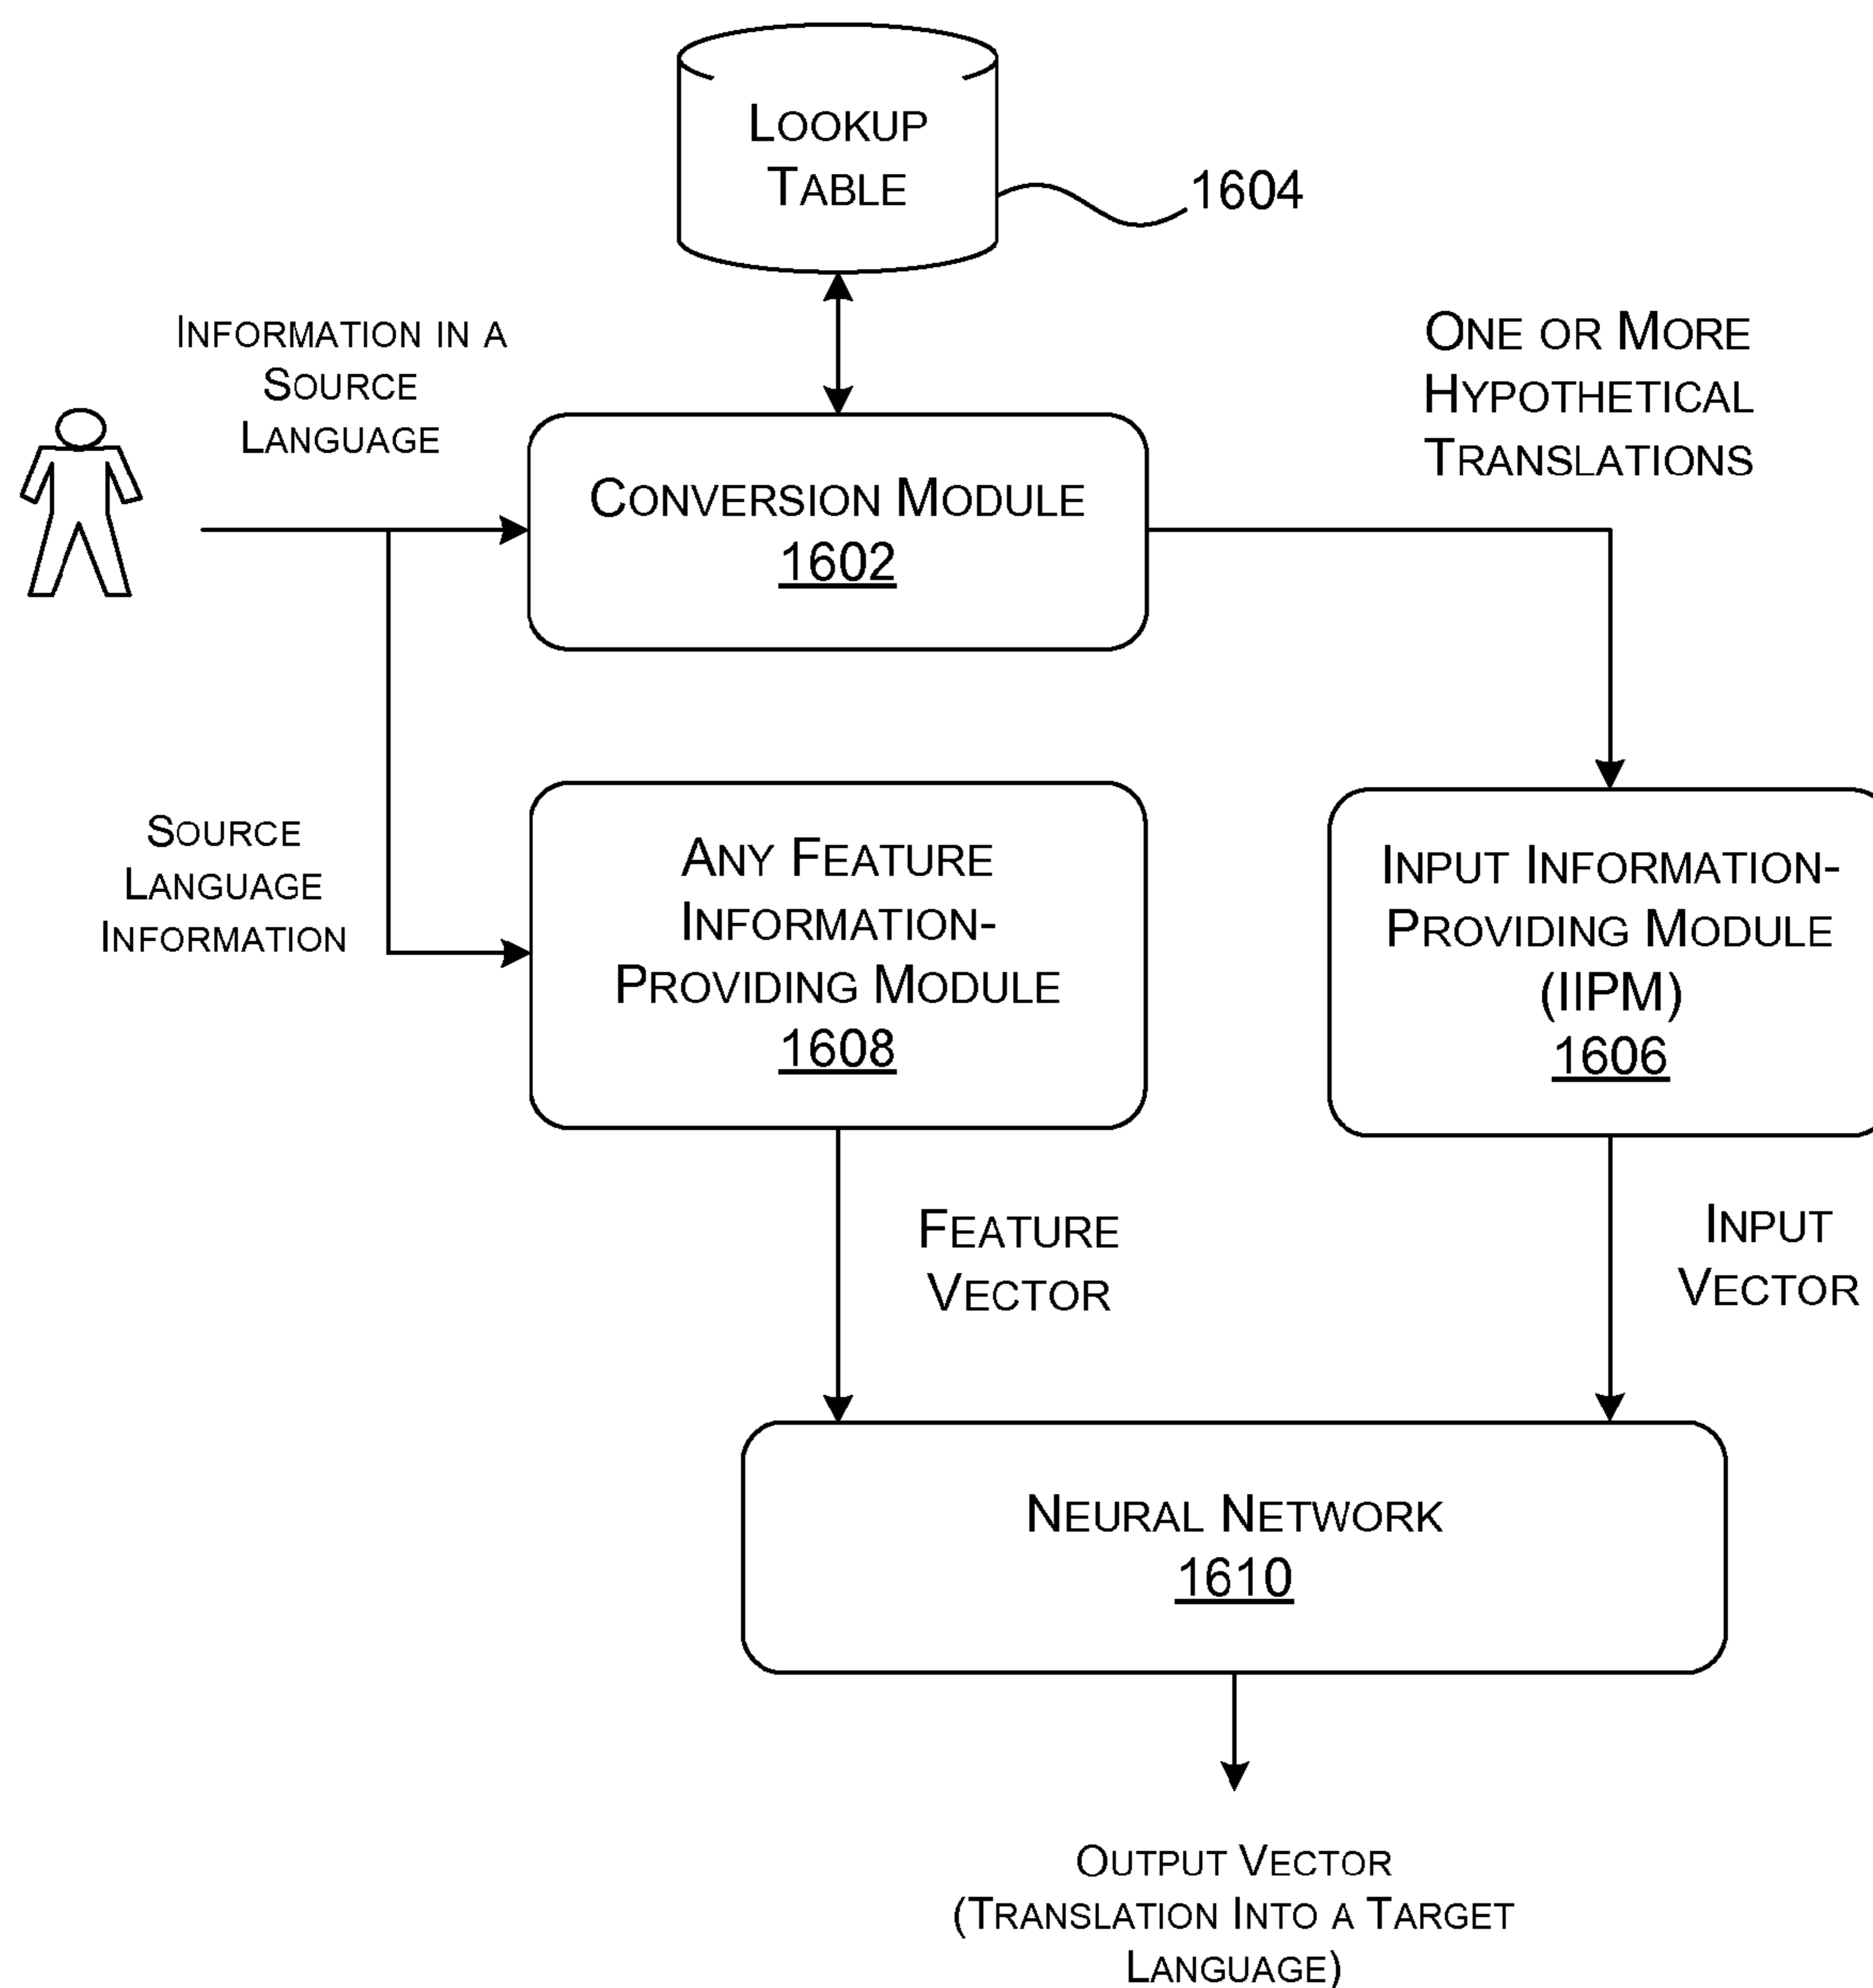 LOOKUP
TABLE
1604
INFORMATION IN A
SOURCE
LANGUAGE
ONE OR MORE
HYPOTHETICAL
TRANSLATIONS
CONVERSION MODULE
1602
SOURCE
LANGUAGE
INFORMATION
ANY FEATURE
INFORMATION-
PROVIDING MODULE
1608
INPUT INFORMATION-
PROVIDING MODULE
(IIPM)
1606
FEATURE
VECTOR
INPUT
VECTOR
NEURAL NETWORK
1610
OUTPUT VECTOR
(TRANSLATION INTO A TARGET
LANGUAGE)